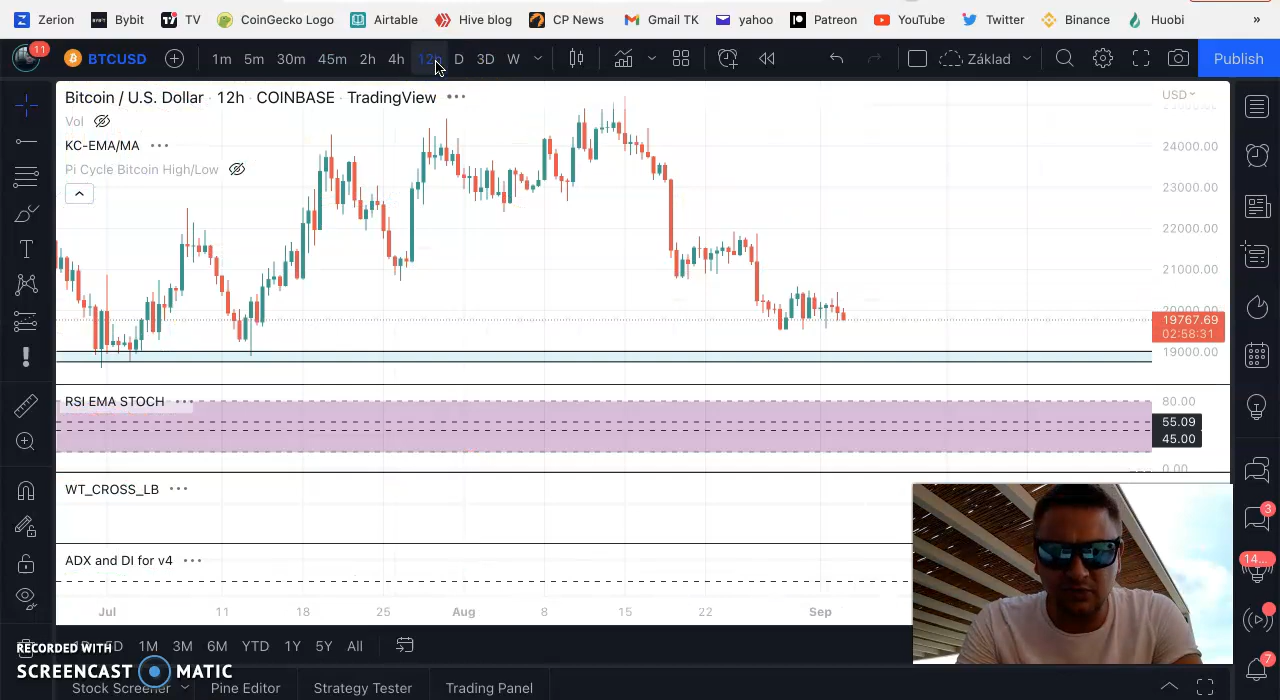 Zerion Bybit TV CoinGecko Logo Airtable Hive blog CP News Gmail TK yahoo Patreon YouTube Twitter Binance Huobi »
11 BTCUSD 1m 5m 30m 45m 2h 4h 12h D 3D W Základ Publish
Bitcoin / U.S. Dollar · 12h · COINBASE · TradingView USD
Vol
KC-EMA/MA
Pi Cycle Bitcoin High/Low
24000.00
23000.00
22000.00
21000.00
19767.69
02:58:31
19000.00
RSI EMA STOCH
80.00
55.09
45.00
0.00
WT_CROSS_LB
3
ADX and DI for v4
14...
Jul 11 18 25 Aug 8 15 22 Sep
1M 3M 6M YTD 1Y 5Y All
RECORDED WITH
SCREENCAST MATIC
7
Stock Screener Pine Editor Strategy Tester Trading Panel